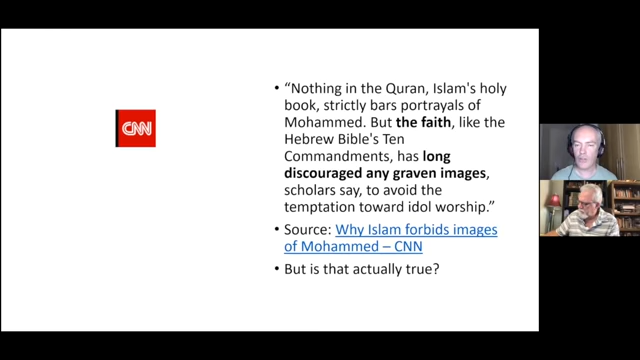 CNN
• “Nothing in the Quran, Islam's holy
book, strictly bars portrayals of
Mohammed. But the faith, like the
Hebrew Bible's Ten
Commandments, has long
discouraged any graven images,
scholars say, to avoid the
temptation toward idol worship.”
• Source: Why Islam forbids images
of Mohammed – CNN
• But is that actually true?